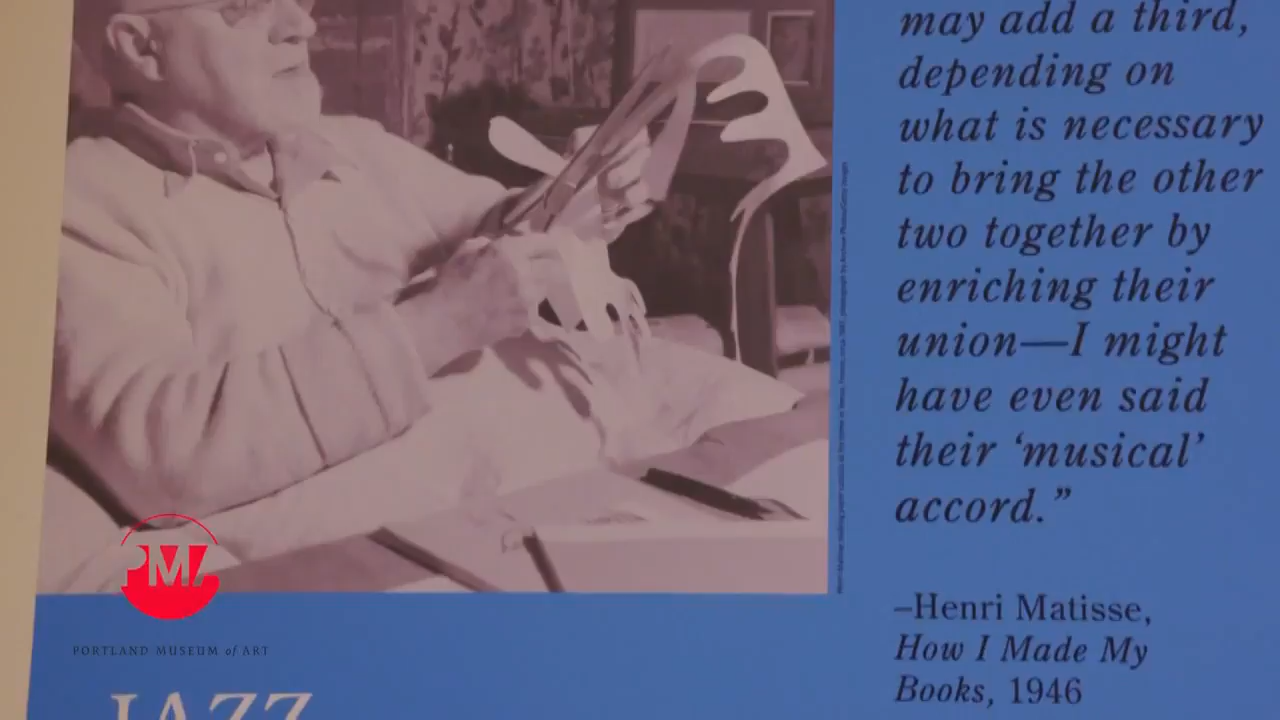 may add a third,
depending on
what is necessary
to bring the other
two together by
enriching their
union—I might
have even said
their ‘musical’
accord.”
–Henri Matisse,
How I Made My
Books, 1946
PMA
PORTLAND MUSEUM of ART
JAZZ